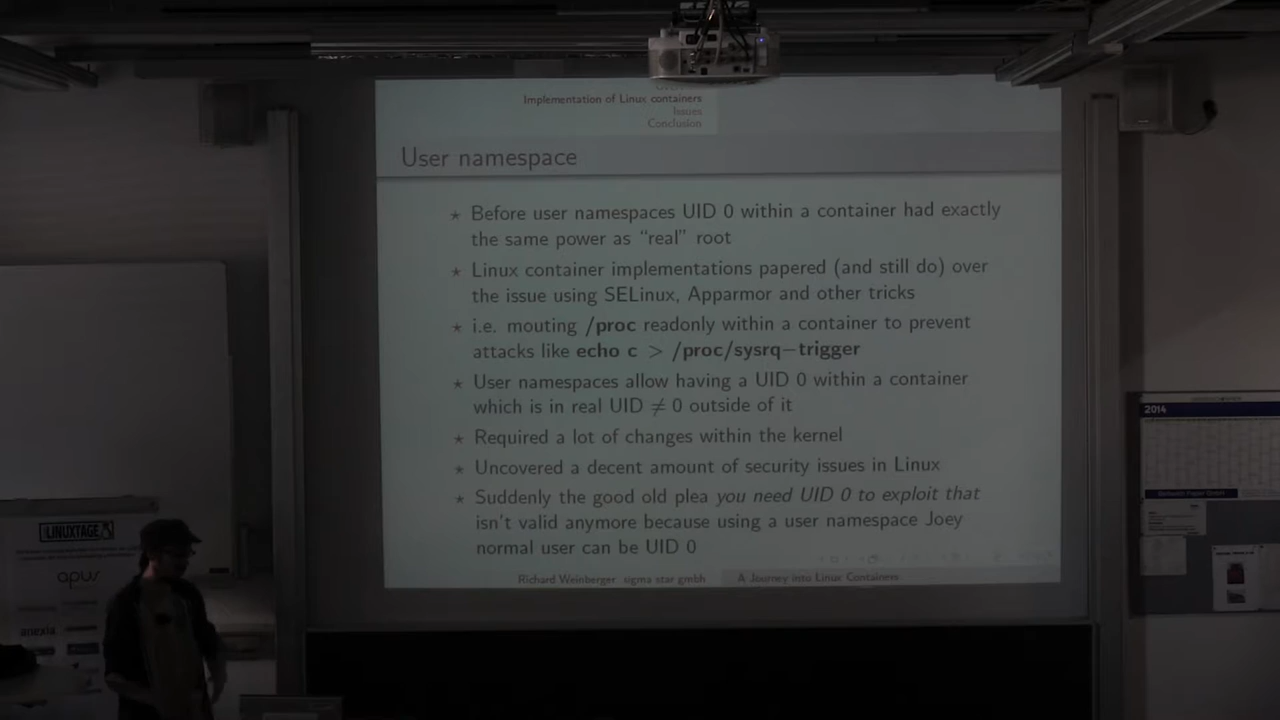 Implementation of Linux containers
Issues
Conclusion
User namespace
⋆ Before user namespaces UID 0 within a container had exactly
the same power as “real” root
⋆ Linux container implementations papered (and still do) over
the issue using SELinux, Apparmor and other tricks
⋆ i.e. mouting /proc readonly within a container to prevent
attacks like echo c > /proc/sysrq−trigger
⋆ User namespaces allow having a UID 0 within a container
which is in real UID ≠ 0 outside of it
⋆ Required a lot of changes within the kernel
⋆ Uncovered a decent amount of security issues in Linux
⋆ Suddenly the good old plea you need UID 0 to exploit that
isn't valid anymore because using a user namespace Joey
normal user can be UID 0
Richard Weinberger sigma star gmbh
A Journey into Linux Containers
2014
LINUXTAGE
apus
anexia